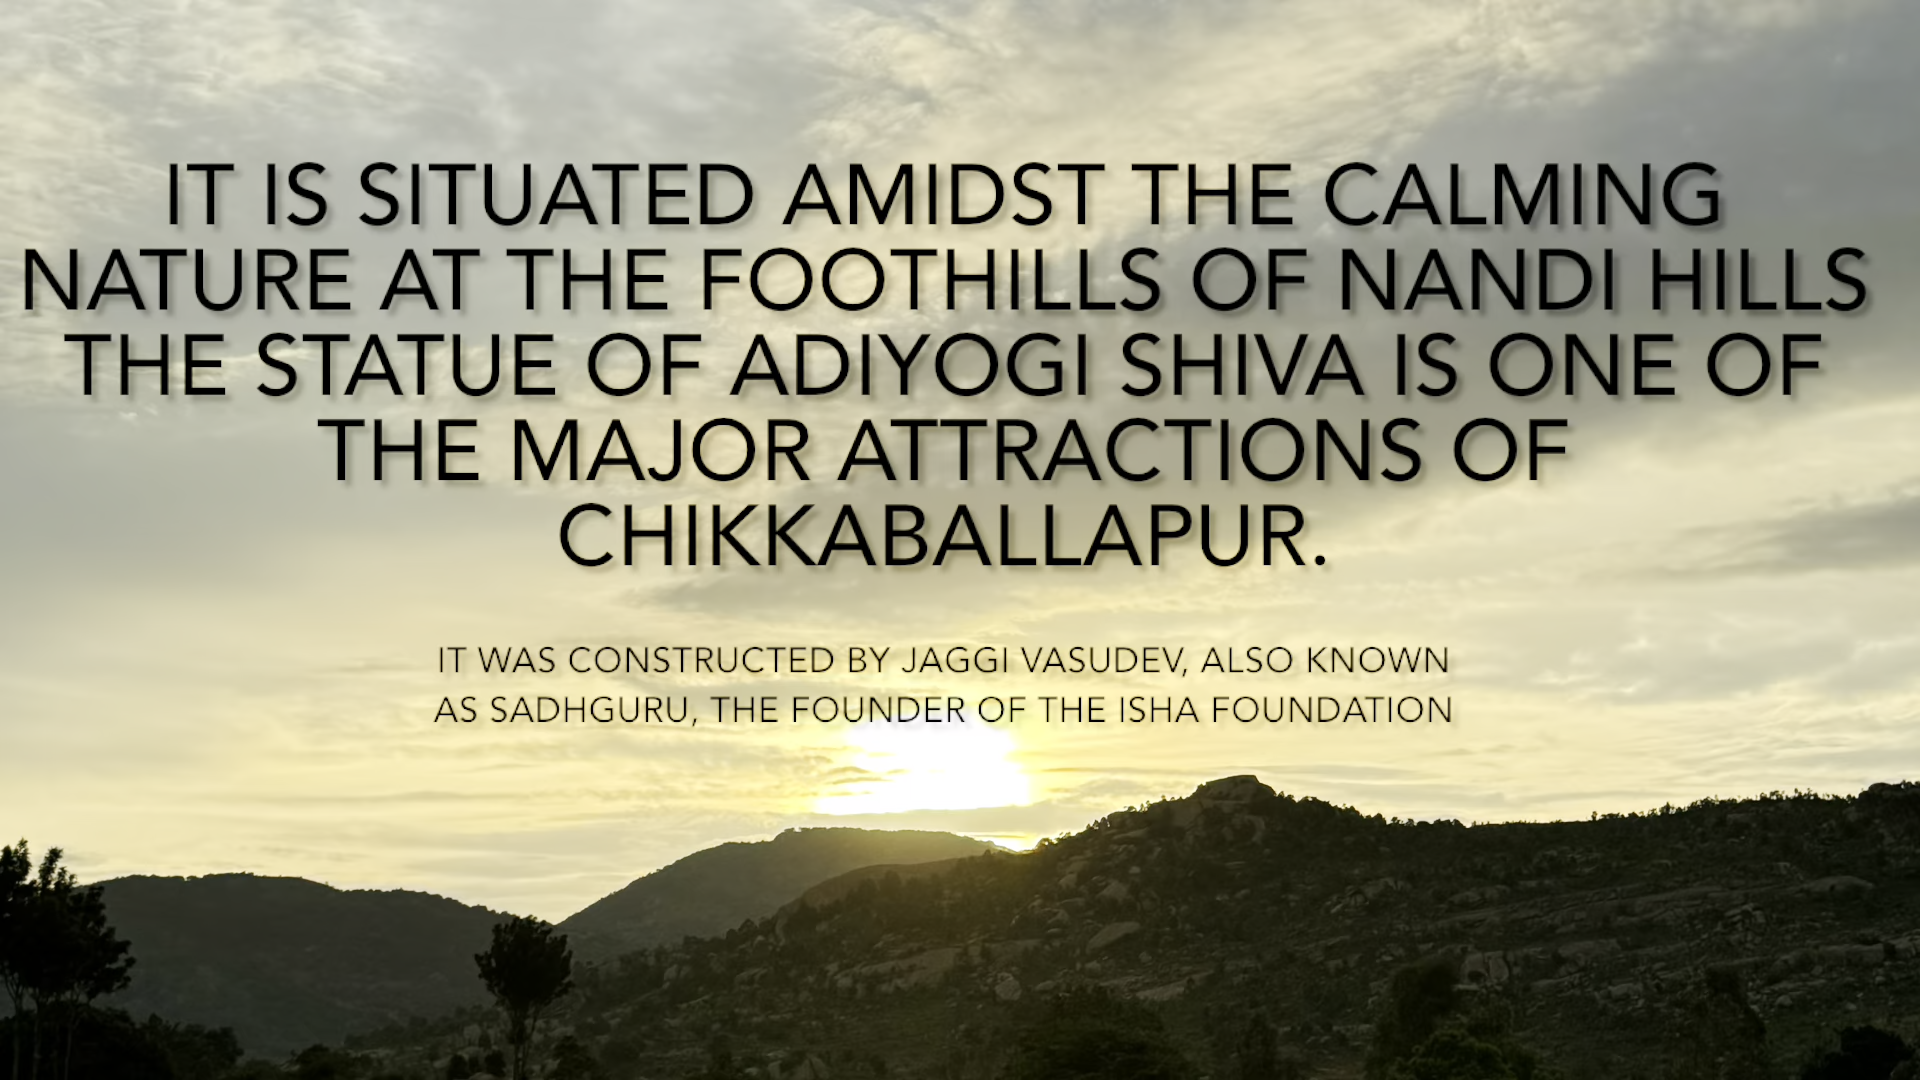 IT IS SITUATED AMIDST THE CALMING
NATURE AT THE FOOTHILLS OF NANDI HILLS
THE STATUE OF ADIYOGI SHIVA IS ONE OF
THE MAJOR ATTRACTIONS OF
CHIKKABALLAPUR.
IT WAS CONSTRUCTED BY JAGGI VASUDEV, ALSO KNOWN
AS SADHGURU, THE FOUNDER OF THE ISHA FOUNDATION